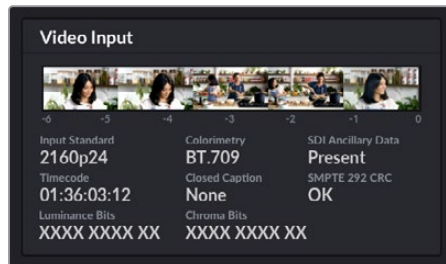 Video Input
-6 -5 -4 -3 -2 -1 0
Input Standard Colorimetry SDI Ancillary Data
2160p24 BT.709 Present
Timecode Closed Caption SMPTE 292 CRC
01:36:03:12 None OK
Luminance Bits Chroma Bits
XXXX XXXX XX XXXX XXXX XX